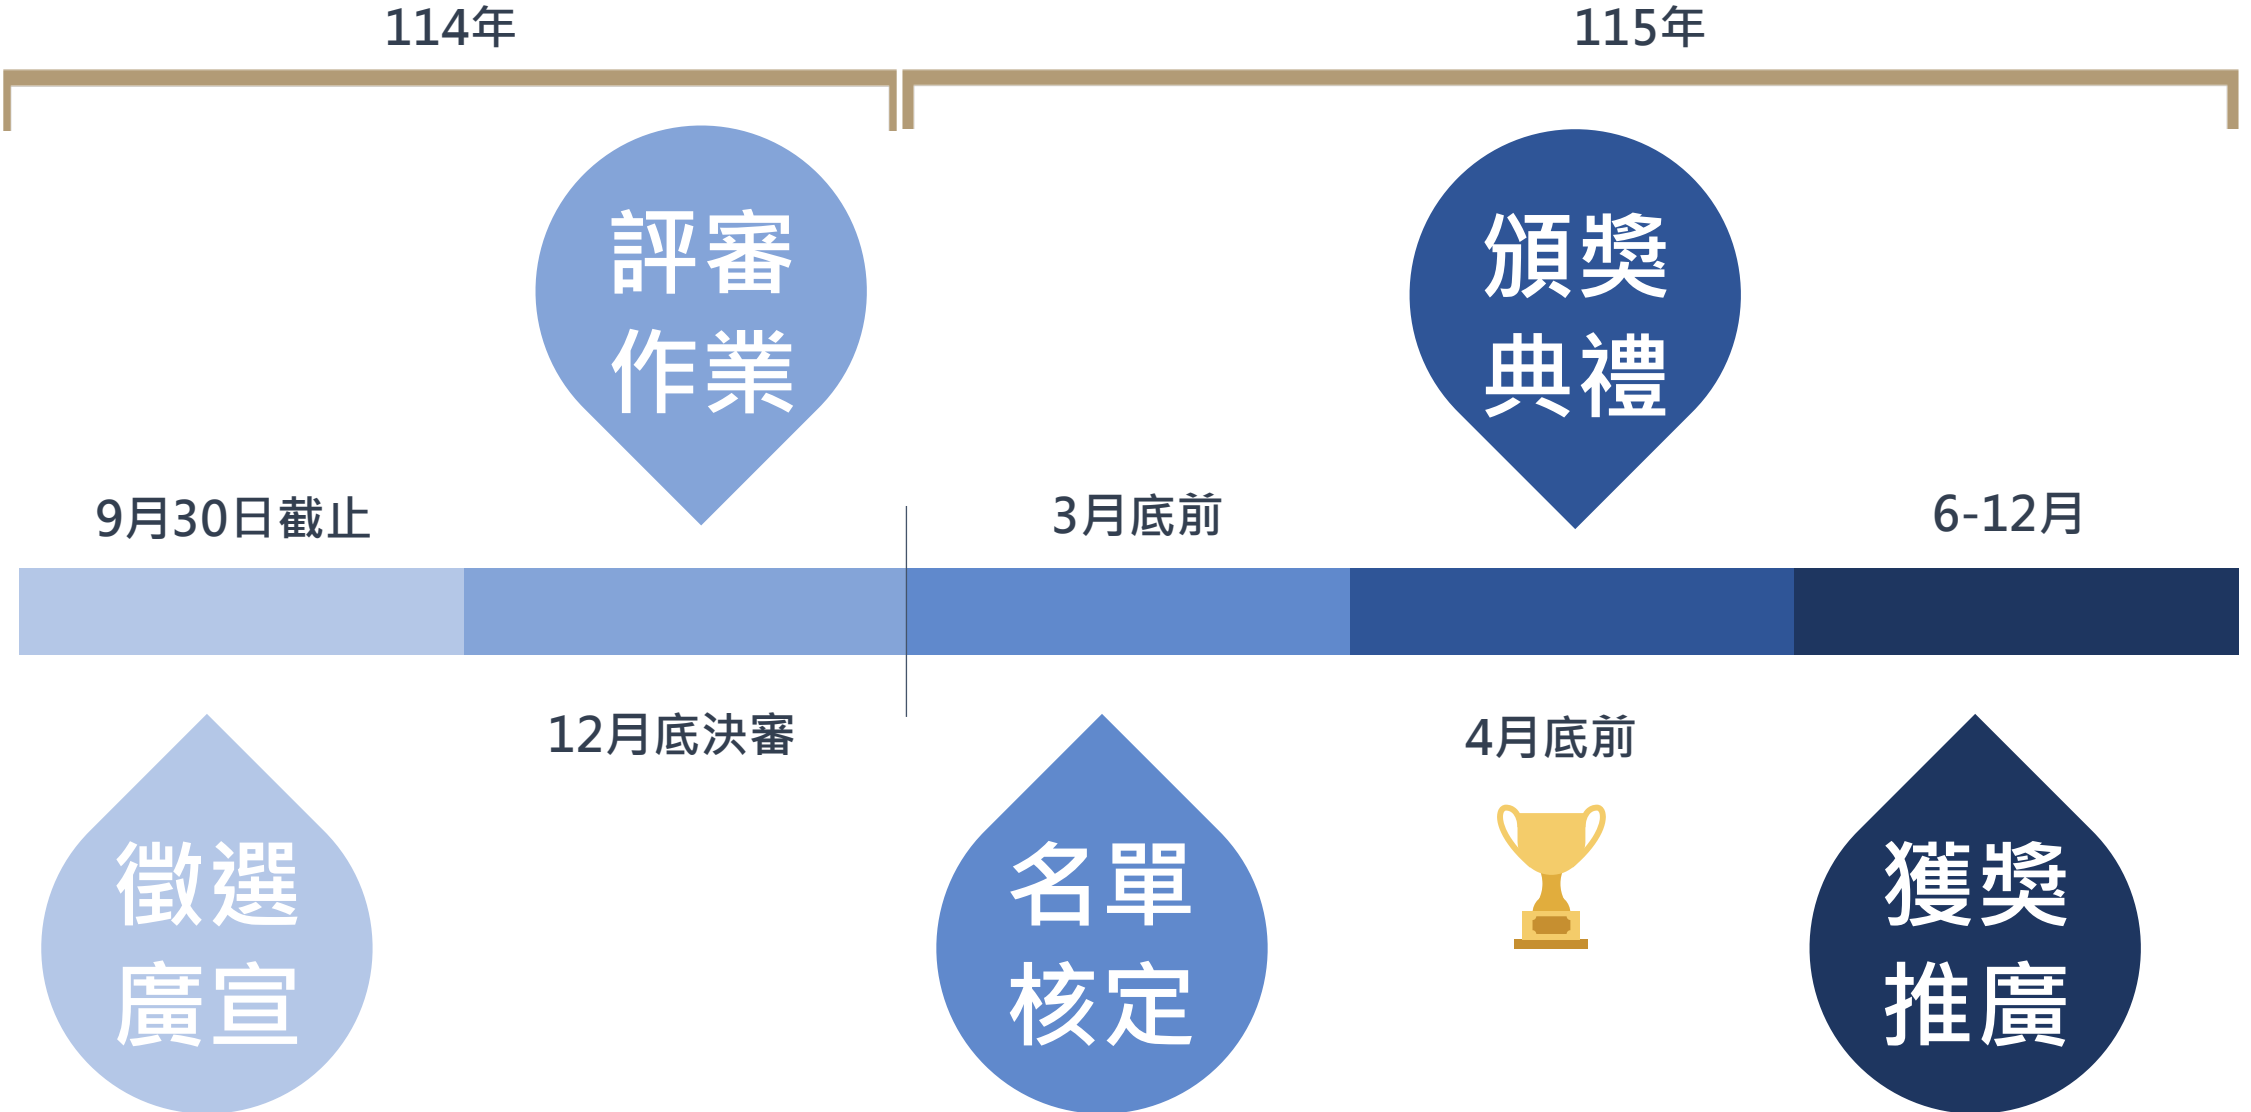 114年
115年
評審
作業
頒獎
典禮
9月30日截止
3月底前
6-12月
12月底決審
4月底前
徵選
廣宣
名單
核定
獲獎
推廣